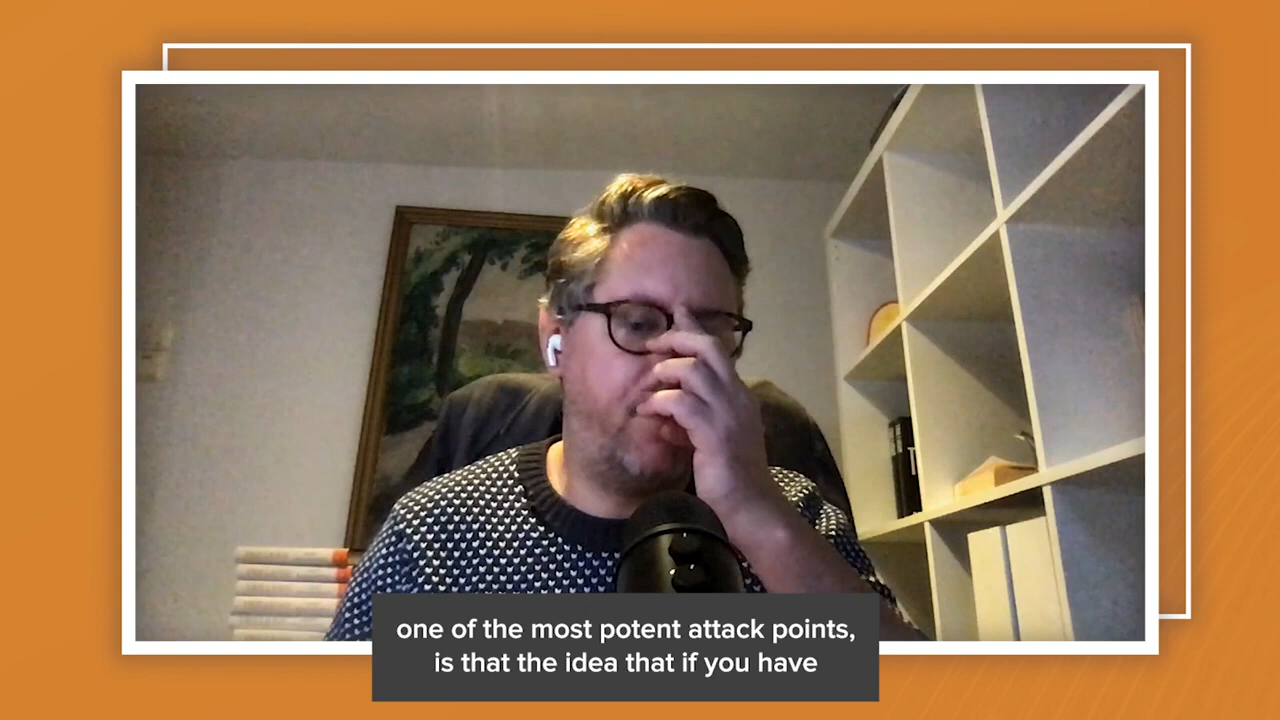 one of the most potent attack points,
is that the idea that if you have